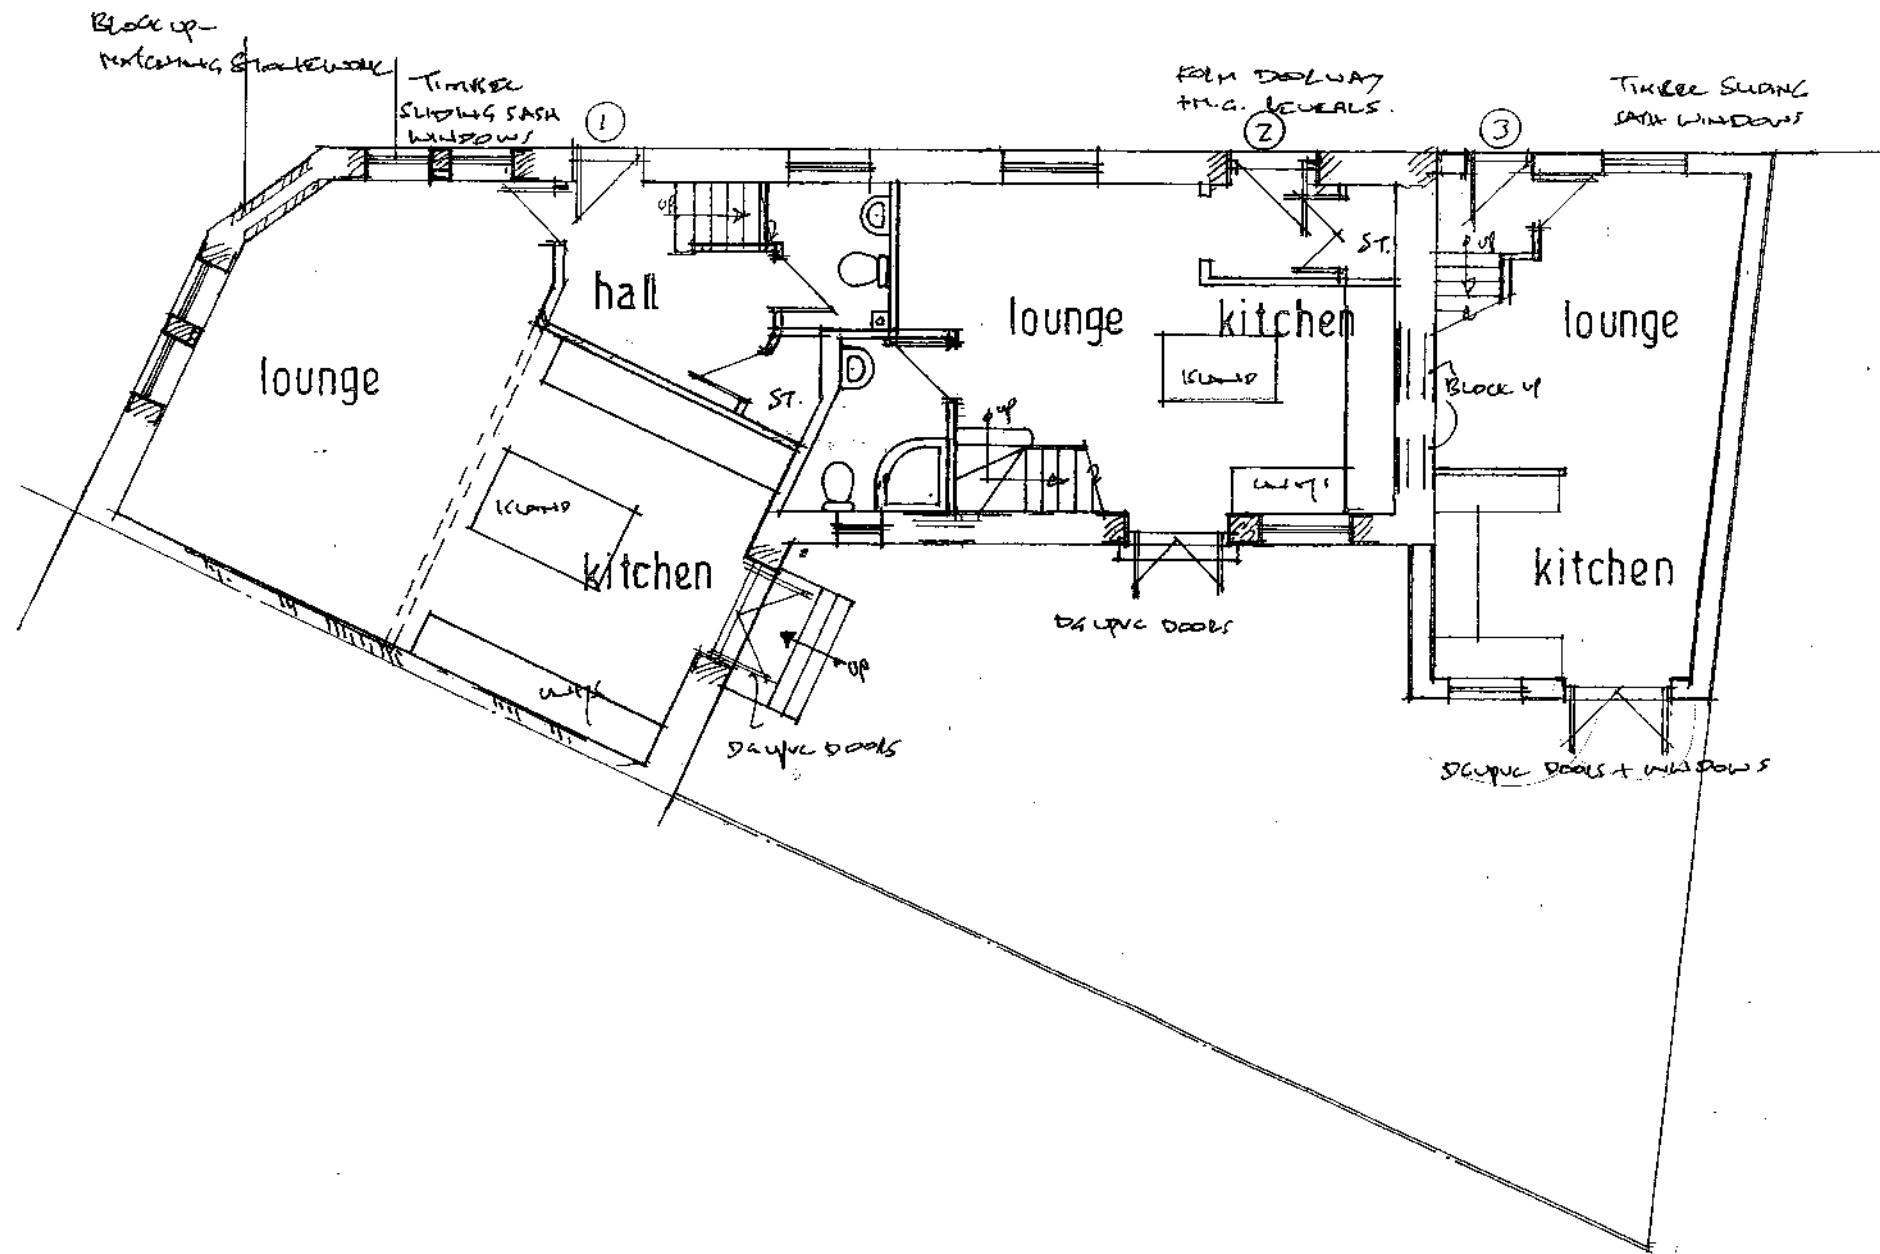 BLOCK UP -
MATCHING STONEWORK
TIMBER
SLIDING SASH
WINDOWS
1
FORM DOORWAY
+ M.G. REVEALS.
2
3
TIMBER SLIDING
SASH WINDOWS
UP
hall
lounge
ST.
ISLAND
kitchen
UNITS
UP
DG UPVC DOORS
lounge
kitchen
ST.
ISLAND
UP
UNITS
DG UPVC DOORS
UP
lounge
BLOCK UP
kitchen
DG UPVC DOORS + WINDOWS